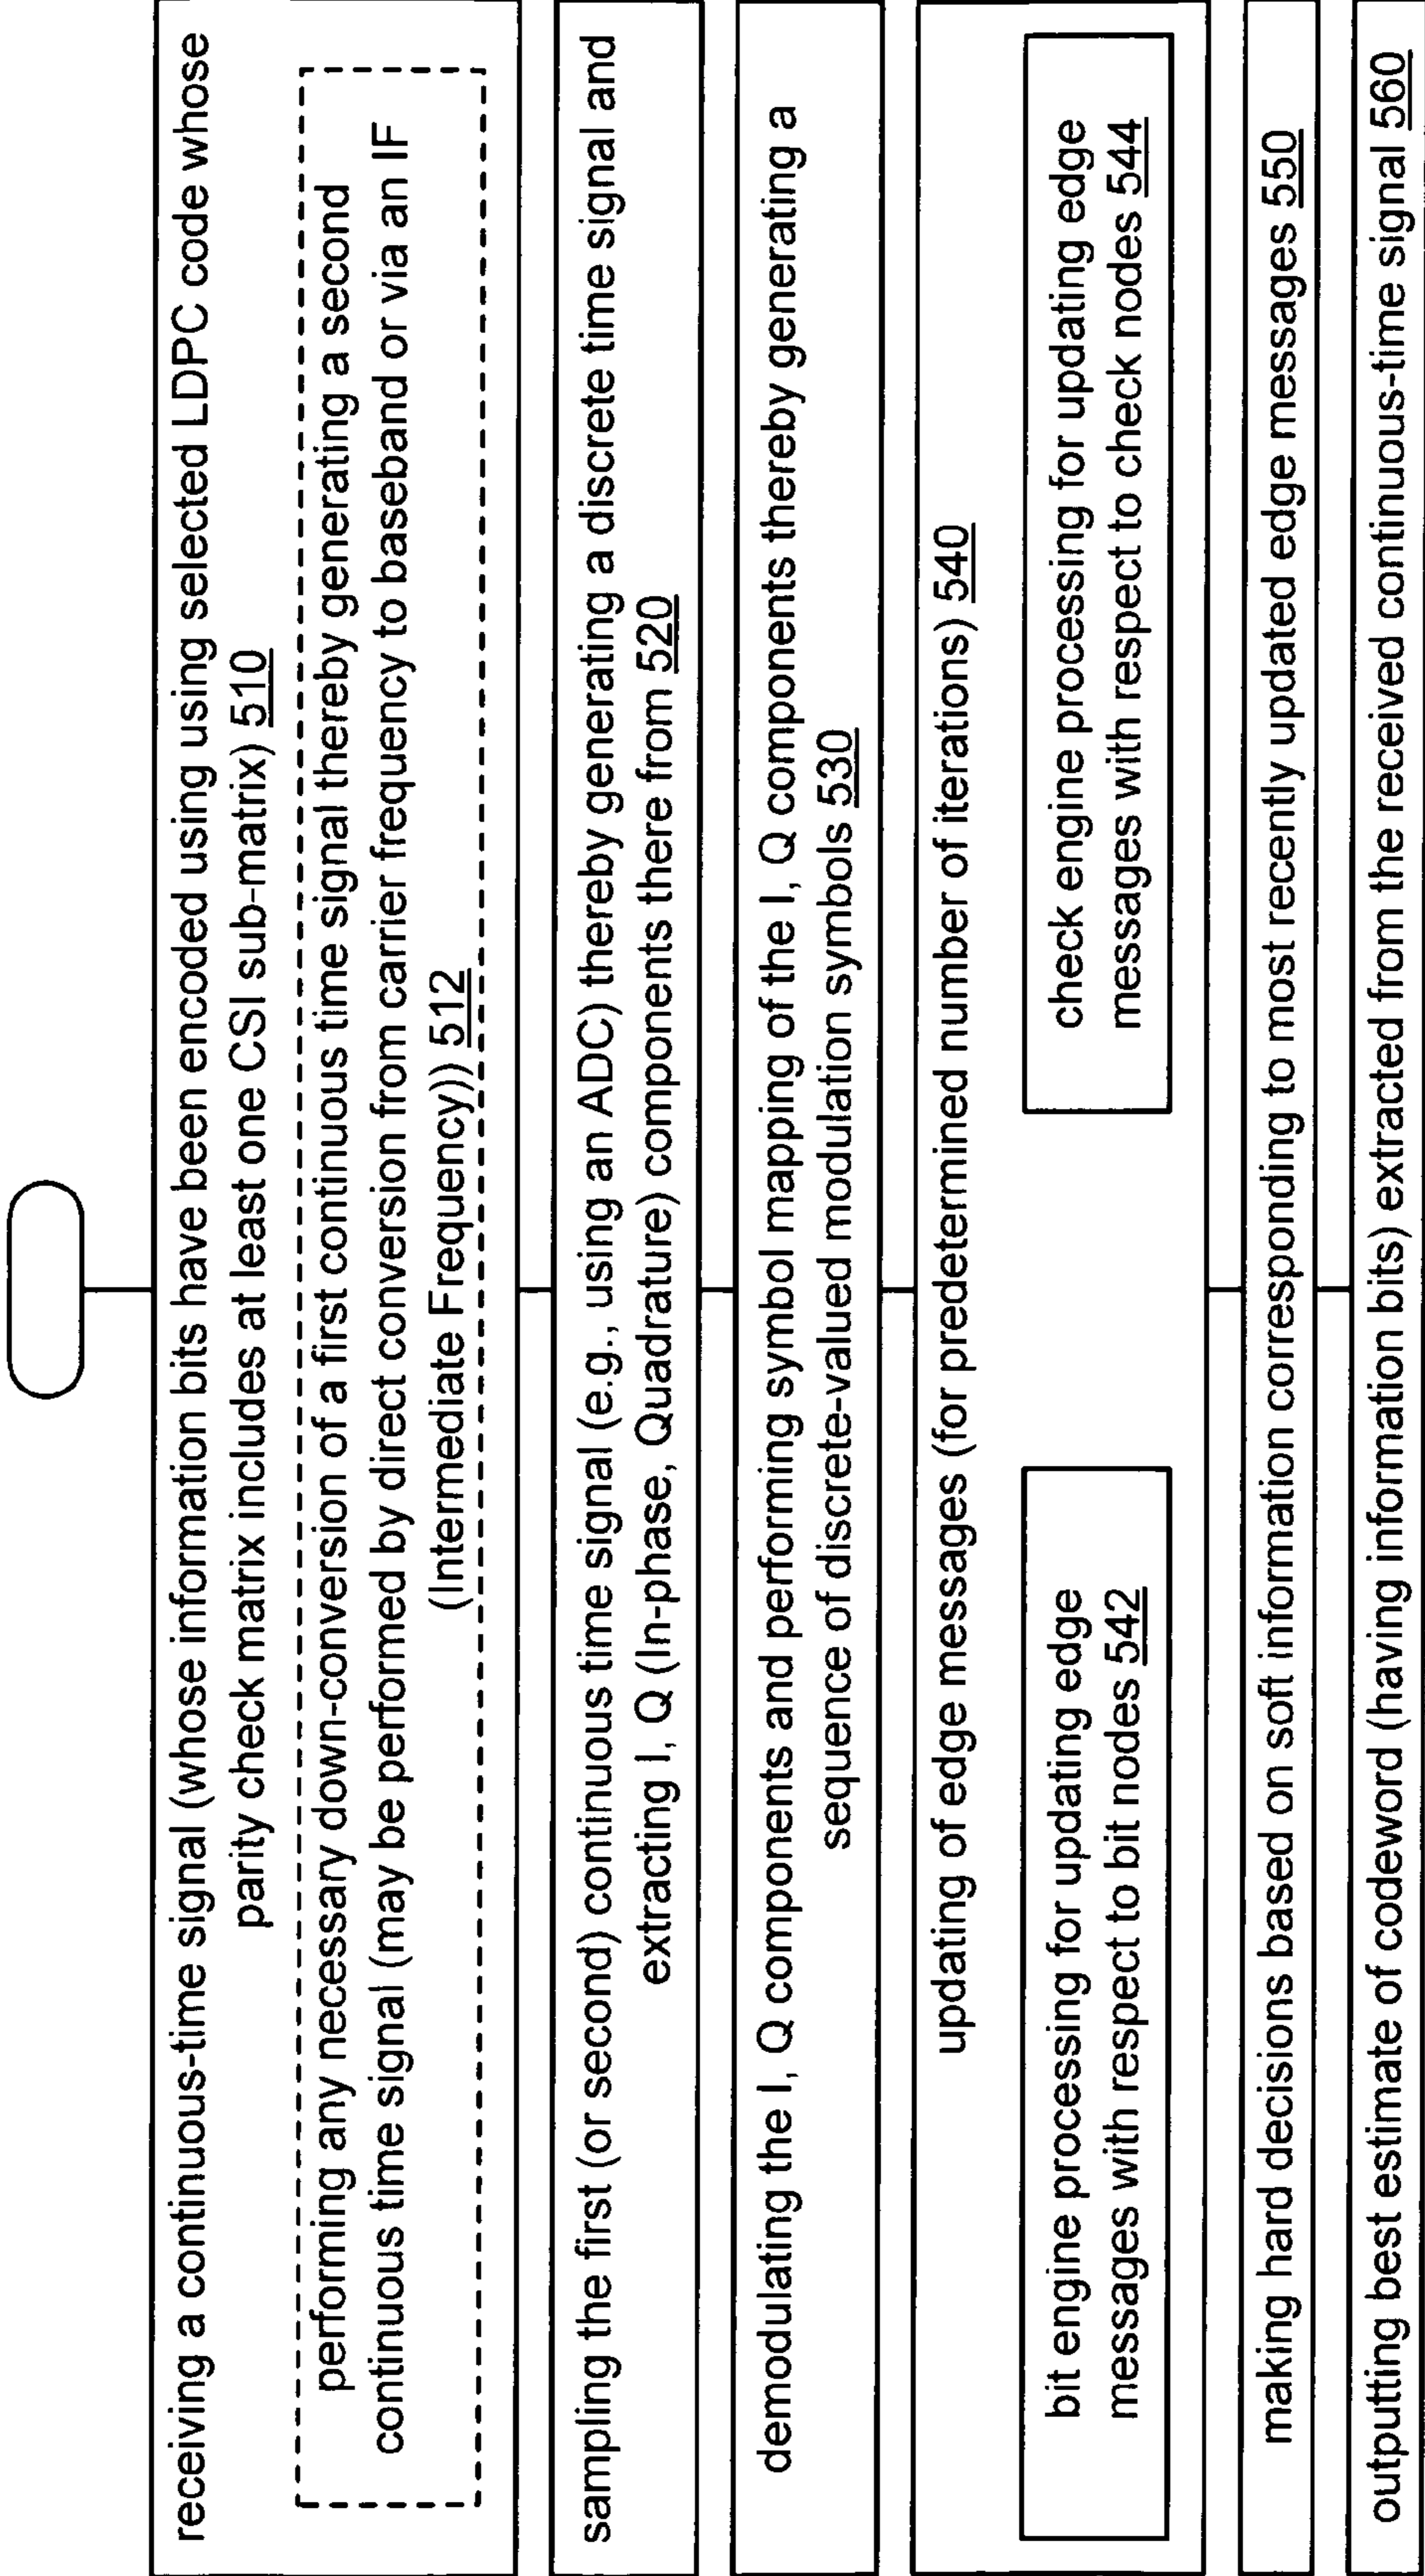 receiving a continuous-time signal (whose information bits have been encoded using using selected LDPC code whose
parity check matrix includes at least one CSI sub-matrix) 510
performing any necessary down-conversion of a first continuous time signal thereby generating a second
continuous time signal (may be performed by direct conversion from carrier frequency to baseband or via an IF
(Intermediate Frequency)) 512
sampling the first (or second) continuous time signal (e.g., using an ADC) thereby generating a discrete time signal and
extracting I, Q (In-phase, Quadrature) components there from 520
demodulating the I, Q components and performing symbol mapping of the I, Q components thereby generating a
sequence of discrete-valued modulation symbols 530
updating of edge messages (for predetermined number of iterations) 540
bit engine processing for updating edge
messages with respect to bit nodes 542
check engine processing for updating edge
messages with respect to check nodes 544
making hard decisions based on soft information corresponding to most recently updated edge messages 550
outputting best estimate of codeword (having information bits) extracted from the received continuous-time signal 560